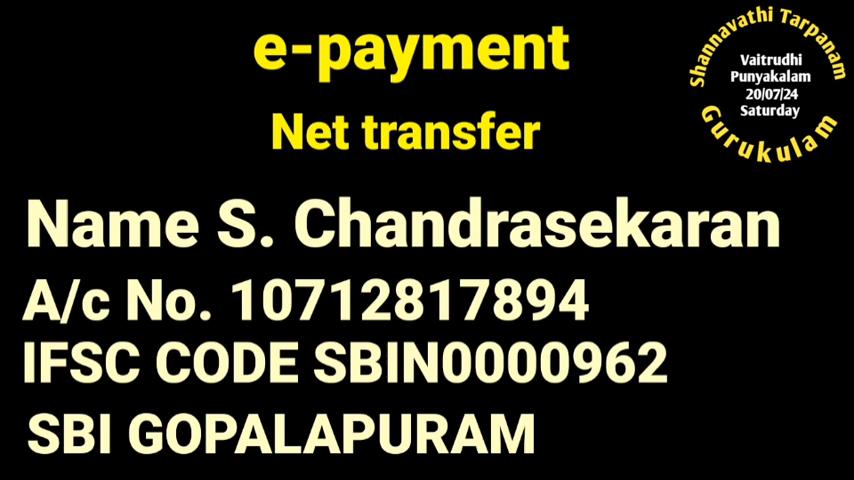 e-payment
Net transfer
Shannavathi Tarpanam
Vaitrudhi
Punyakalam
20/07/24
Saturday
Gurukulam
Name S. Chandrasekaran
A/c No. 10712817894
IFSC CODE SBIN0000962
SBI GOPALAPURAM